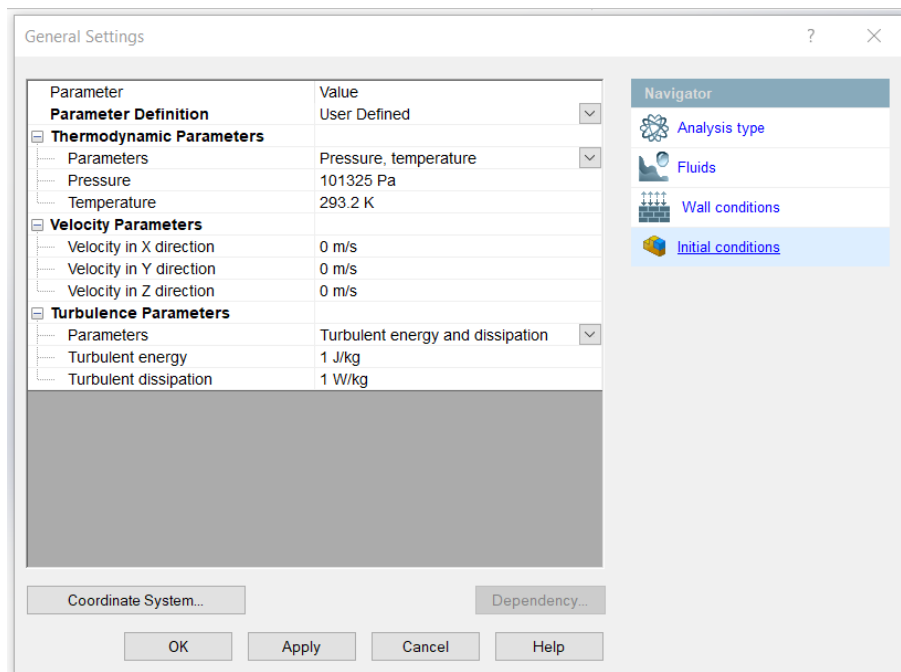 General Settings
?
Parameter Value
Parameter Definition User Defined
Thermodynamic Parameters
Parameters Pressure, temperature
Pressure 101325 Pa
Temperature 293.2 K
Velocity Parameters
Velocity in X direction 0 m/s
Velocity in Y direction 0 m/s
Velocity in Z direction 0 m/s
Turbulence Parameters
Parameters Turbulent energy and dissipation
Turbulent energy 1 J/kg
Turbulent dissipation 1 W/kg
Navigator
Analysis type
Fluids
Wall conditions
Initial conditions
Coordinate System... Dependency...
OK Apply Cancel Help